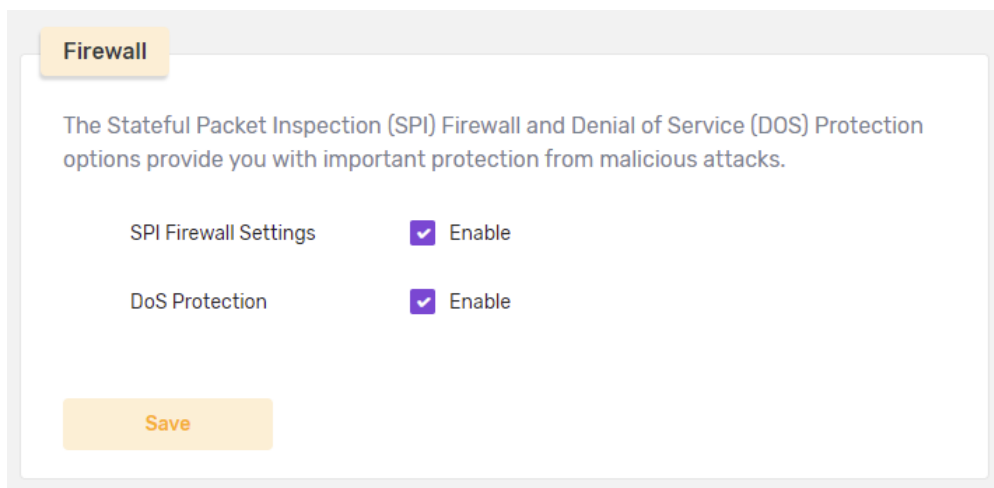 Firewall
The Stateful Packet Inspection (SPI) Firewall and Denial of Service (DOS) Protection
options provide you with important protection from malicious attacks.
SPI Firewall Settings Enable
DoS Protection Enable
Save